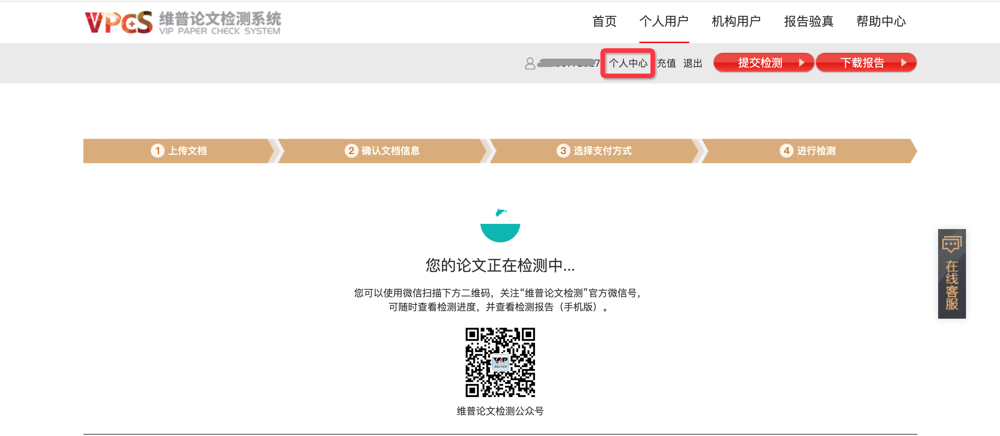 VPCS 维普论文检测系统
VIP PAPER CHECK SYSTEM
首页 个人用户 机构用户 报告验真 帮助中心
个人中心 充值 退出 提交检测 下载报告
1 上传文档 2 确认文档信息 3 选择支付方式 4 进行检测
您的论文正在检测中...
您可以使用微信扫描下方二维码，关注“维普论文检测”官方微信号，
可随时查看检测进度，并查看检测报告（手机版）。
VIP
维普论文检测
维普论文检测公众号
在线客服